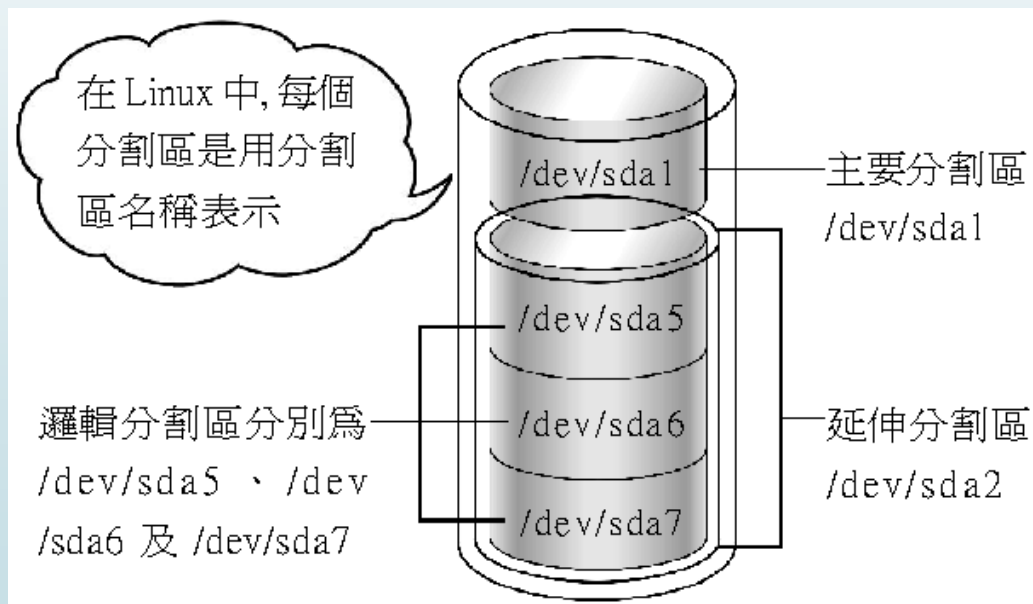 在 Linux 中, 每個
分割區是用分割
區名稱表示
/dev/sda1
主要分割區
/dev/sda1
/dev/sda5
/dev/sda6
/dev/sda7
邏輯分割區分別為
/dev/sda5 、 /dev
/sda6 及 /dev/sda7
延伸分割區
/dev/sda2